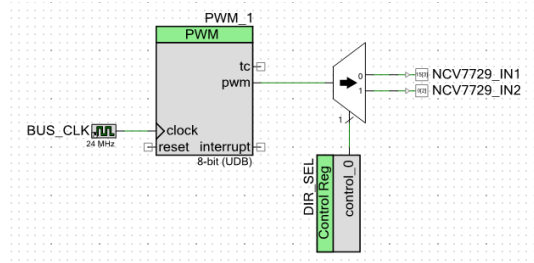 PWM_1
PWM
tc
pwm
0
1
NCV7729_IN1
NCV7729_IN2
1
BUS_CLK
24 MHz
clock
reset
interrupt
8-bit (UDB)
DIR_SEL
Control Reg
control_0